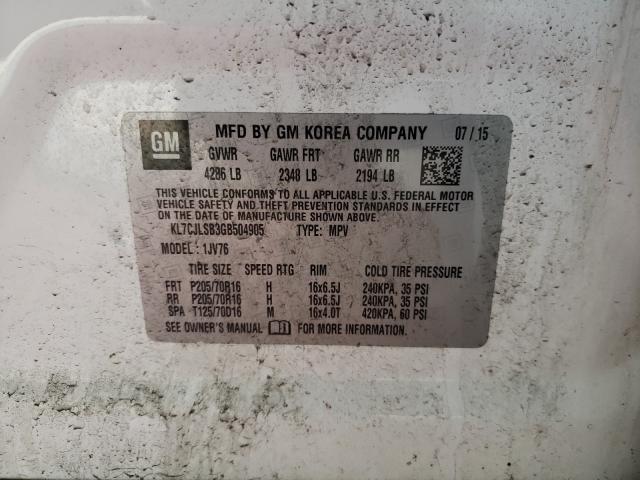 GM MFD BY GM KOREA COMPANY 07/15
GVWR GAWR FRT GAWR RR
4286 LB 2348 LB 2194 LB
THIS VEHICLE CONFORMS TO ALL APPLICABLE U.S. FEDERAL MOTOR
VEHICLE SAFETY AND THEFT PREVENTION STANDARDS IN EFFECT
ON THE DATE OF MANUFACTURE SHOWN ABOVE.
KL7CJLSB3GB504905 TYPE: MPV
MODEL: 1JV76
TIRE SIZE SPEED RTG RIM COLD TIRE PRESSURE
FRT P205/70R16 H 16x6.5J 240KPA, 35 PSI
RR P205/70R16 H 16x6.5J 240KPA, 35 PSI
SPA T125/70D16 M 16x4.0T 420KPA, 60 PSI
SEE OWNER'S MANUAL FOR MORE INFORMATION